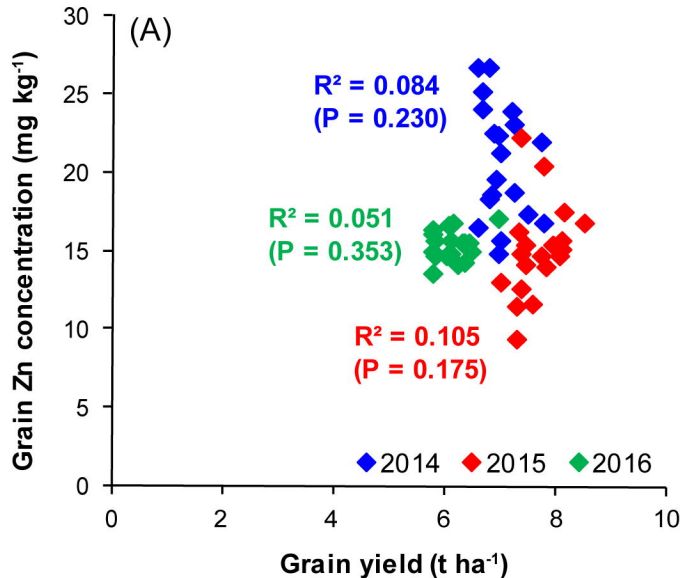 (A)
30
25
20
15
10
5
0
Grain Zn concentration (mg kg⁻¹)
R² = 0.084
(P = 0.230)
R² = 0.051
(P = 0.353)
R² = 0.105
(P = 0.175)
2014 2015 2016
0 2 4 6 8 10
Grain yield (t ha⁻¹)